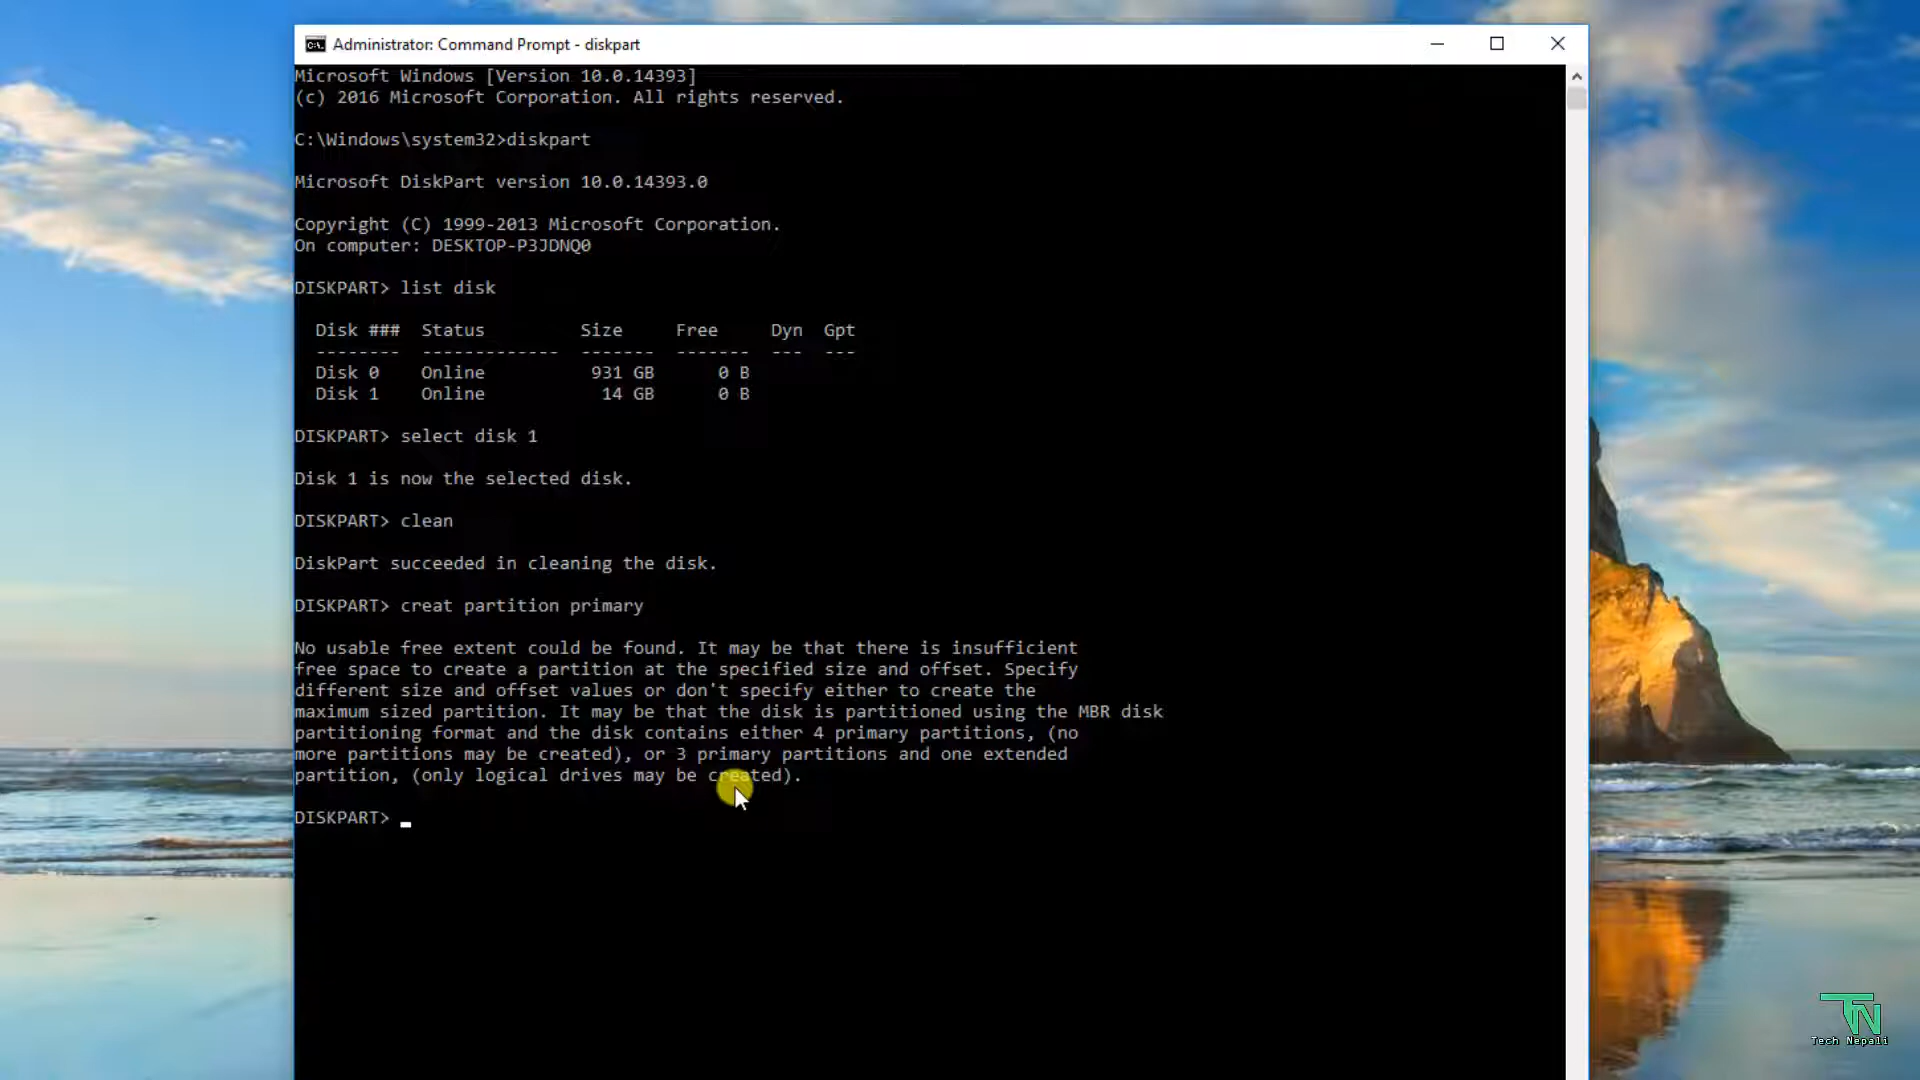 Administrator: Command Prompt - diskpart
Microsoft Windows [Version 10.0.14393]
(c) 2016 Microsoft Corporation. All rights reserved.
C:\Windows\system32>diskpart
Microsoft DiskPart version 10.0.14393.0
Copyright (C) 1999-2013 Microsoft Corporation.
On computer: DESKTOP-P3JDNQ0
DISKPART> list disk
Disk ###  Status         Size     Free     Dyn  Gpt
--------  -------------  -------  -------  ---  ---
Disk 0    Online          931 GB      0 B
Disk 1    Online           14 GB      0 B
DISKPART> select disk 1
Disk 1 is now the selected disk.
DISKPART> clean
DiskPart succeeded in cleaning the disk.
DISKPART> creat partition primary
No usable free extent could be found. It may be that there is insufficient
free space to create a partition at the specified size and offset. Specify
different size and offset values or don't specify either to create the
maximum sized partition. It may be that the disk is partitioned using the MBR disk
partitioning format and the disk contains either 4 primary partitions, (no
more partitions may be created), or 3 primary partitions and one extended
partition, (only logical drives may be created).
DISKPART>
TN
Tech Nepali